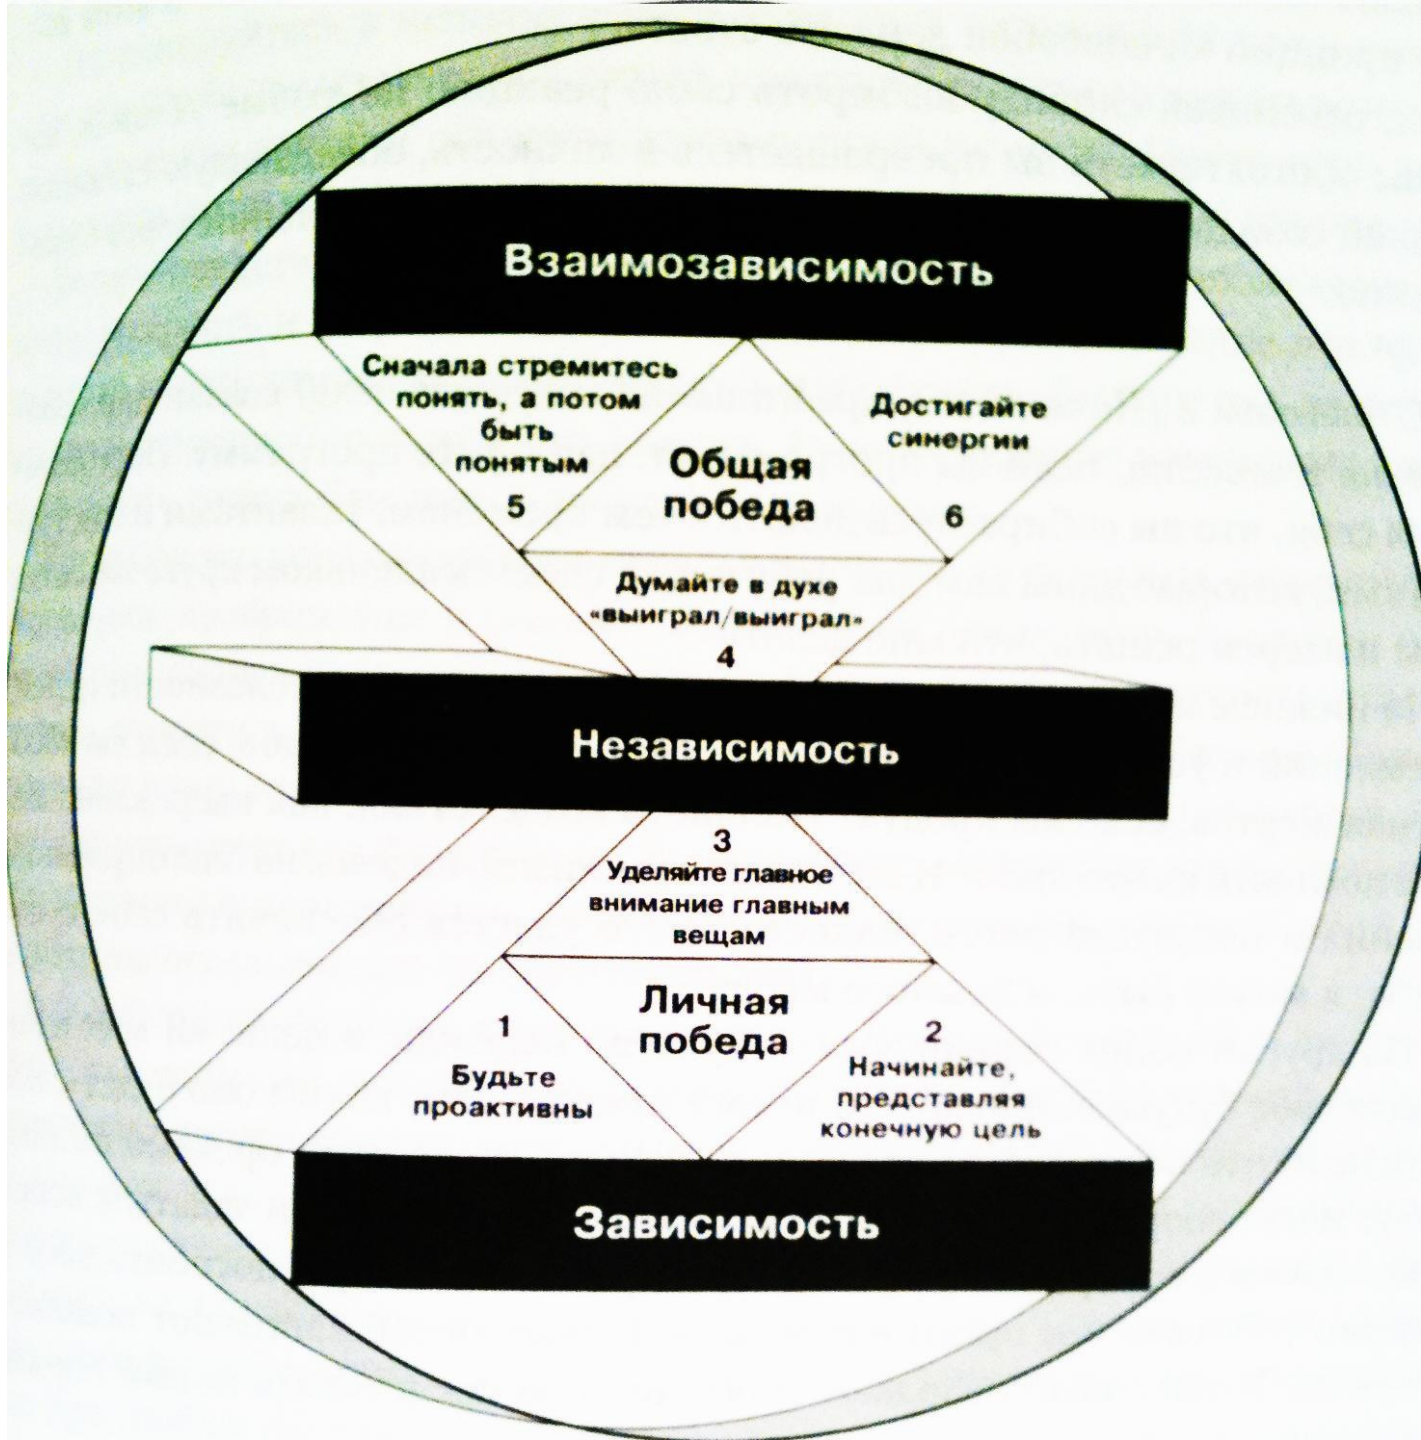 Взаимозависимость
Сначала стремитесь
понять, а потом
быть
понятым
5
Общая
победа
Достигайте
синергии
6
Думайте в духе
«выиграл/выиграл»
4
Независимость
3
Уделяйте главное
внимание главным
вещам
Личная
победа
1
Будьте
проактивны
2
Начинайте,
представляя
конечную цель
Зависимость